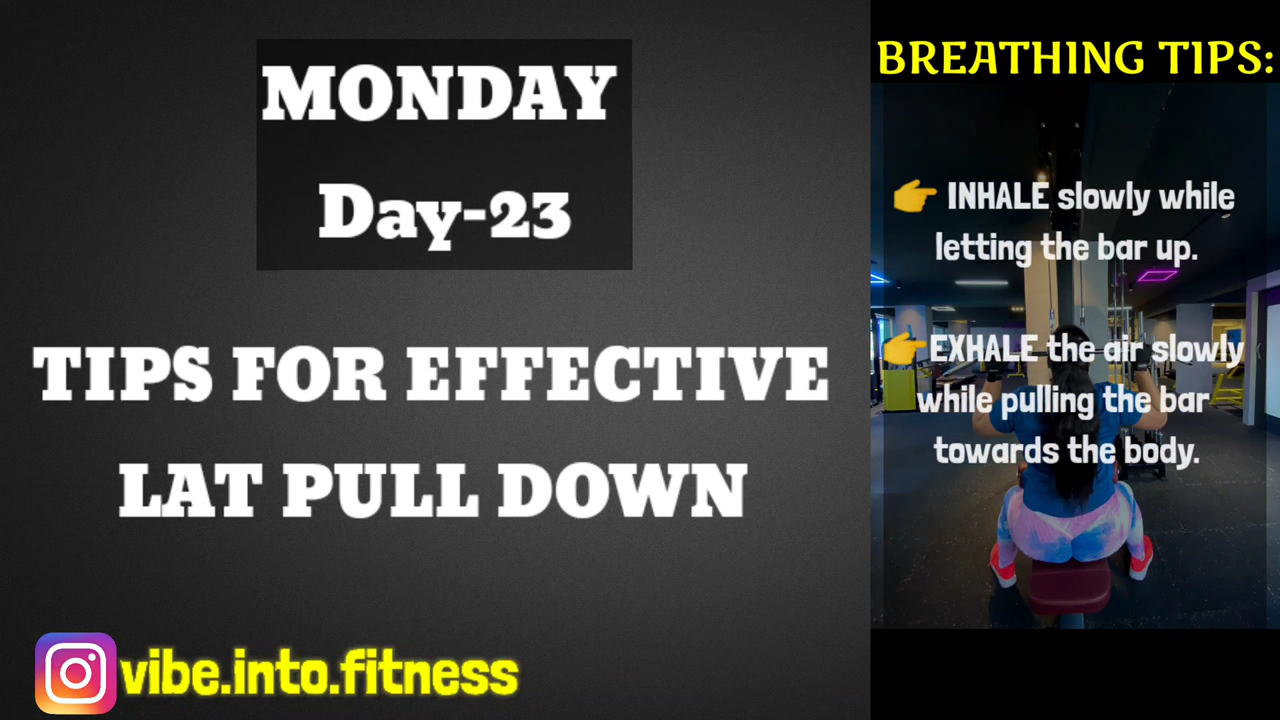 MONDAY
Day-23
TIPS FOR EFFECTIVE
LAT PULL DOWN
vibe.into.fitness
BREATHING TIPS:
👉 INHALE slowly while
letting the bar up.
👉EXHALE the air slowly
while pulling the bar
towards the body.